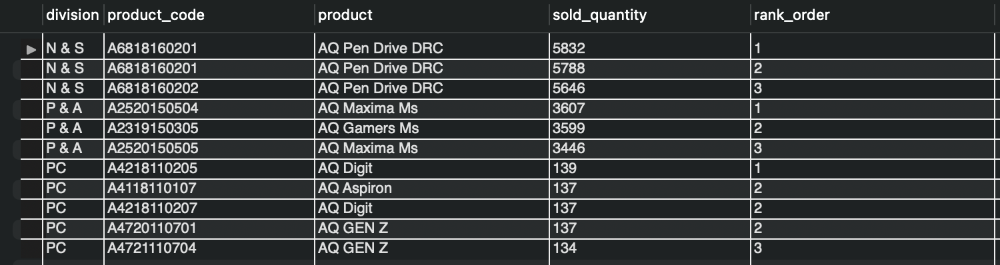 division product_code product sold_quantity rank_order
N & S A6818160201 AQ Pen Drive DRC 5832 1
N & S A6818160201 AQ Pen Drive DRC 5788 2
N & S A6818160202 AQ Pen Drive DRC 5646 3
P & A A2520150504 AQ Maxima Ms 3607 1
P & A A2319150305 AQ Gamers Ms 3599 2
P & A A2520150505 AQ Maxima Ms 3446 3
PC A4218110205 AQ Digit 139 1
PC A4118110107 AQ Aspiron 137 2
PC A4218110207 AQ Digit 137 2
PC A4720110701 AQ GEN Z 137 2
PC A4721110704 AQ GEN Z 134 3